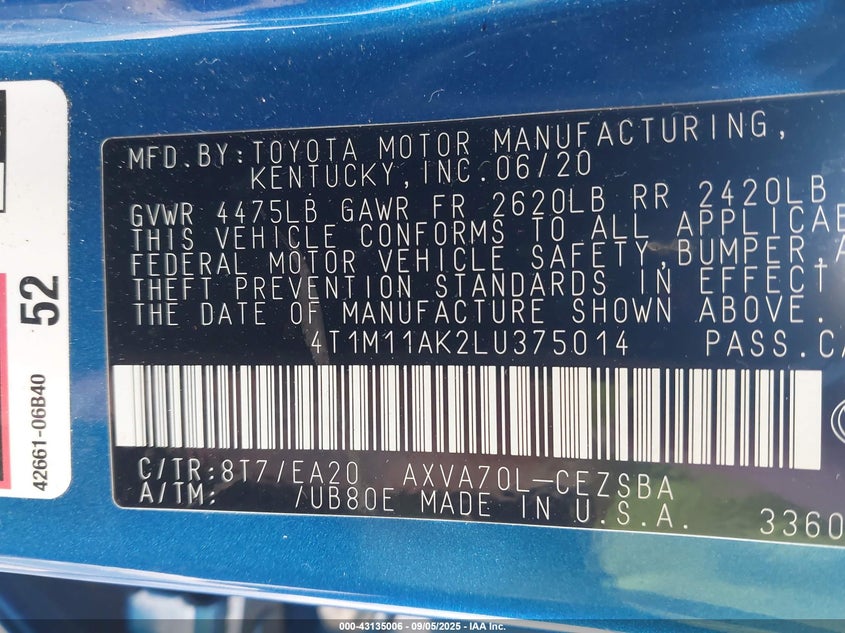 MFD.BY:TOYOTA MOTOR MANUFACTURING,
KENTUCKY,INC.06/20
GVWR 4475LB GAWR FR 2620LB RR 2420LB
THIS VEHICLE CONFORMS TO ALL APPLICAB
FEDERAL MOTOR VEHICLE SAFETY,BUMPER,A
THEFT PREVENTION STANDARDS IN EFFECT
THE DATE OF MANUFACTURE SHOWN ABOVE.
4T1M11AK2LU375014 PASS.CA
C/TR:8T7/EA20 AXVA70L-CEZSBA
A/TM: /UB80E MADE IN U.S.A.
3360
52
42661-06B40
000-43135006 - 09/05/2025 - IAA Inc.